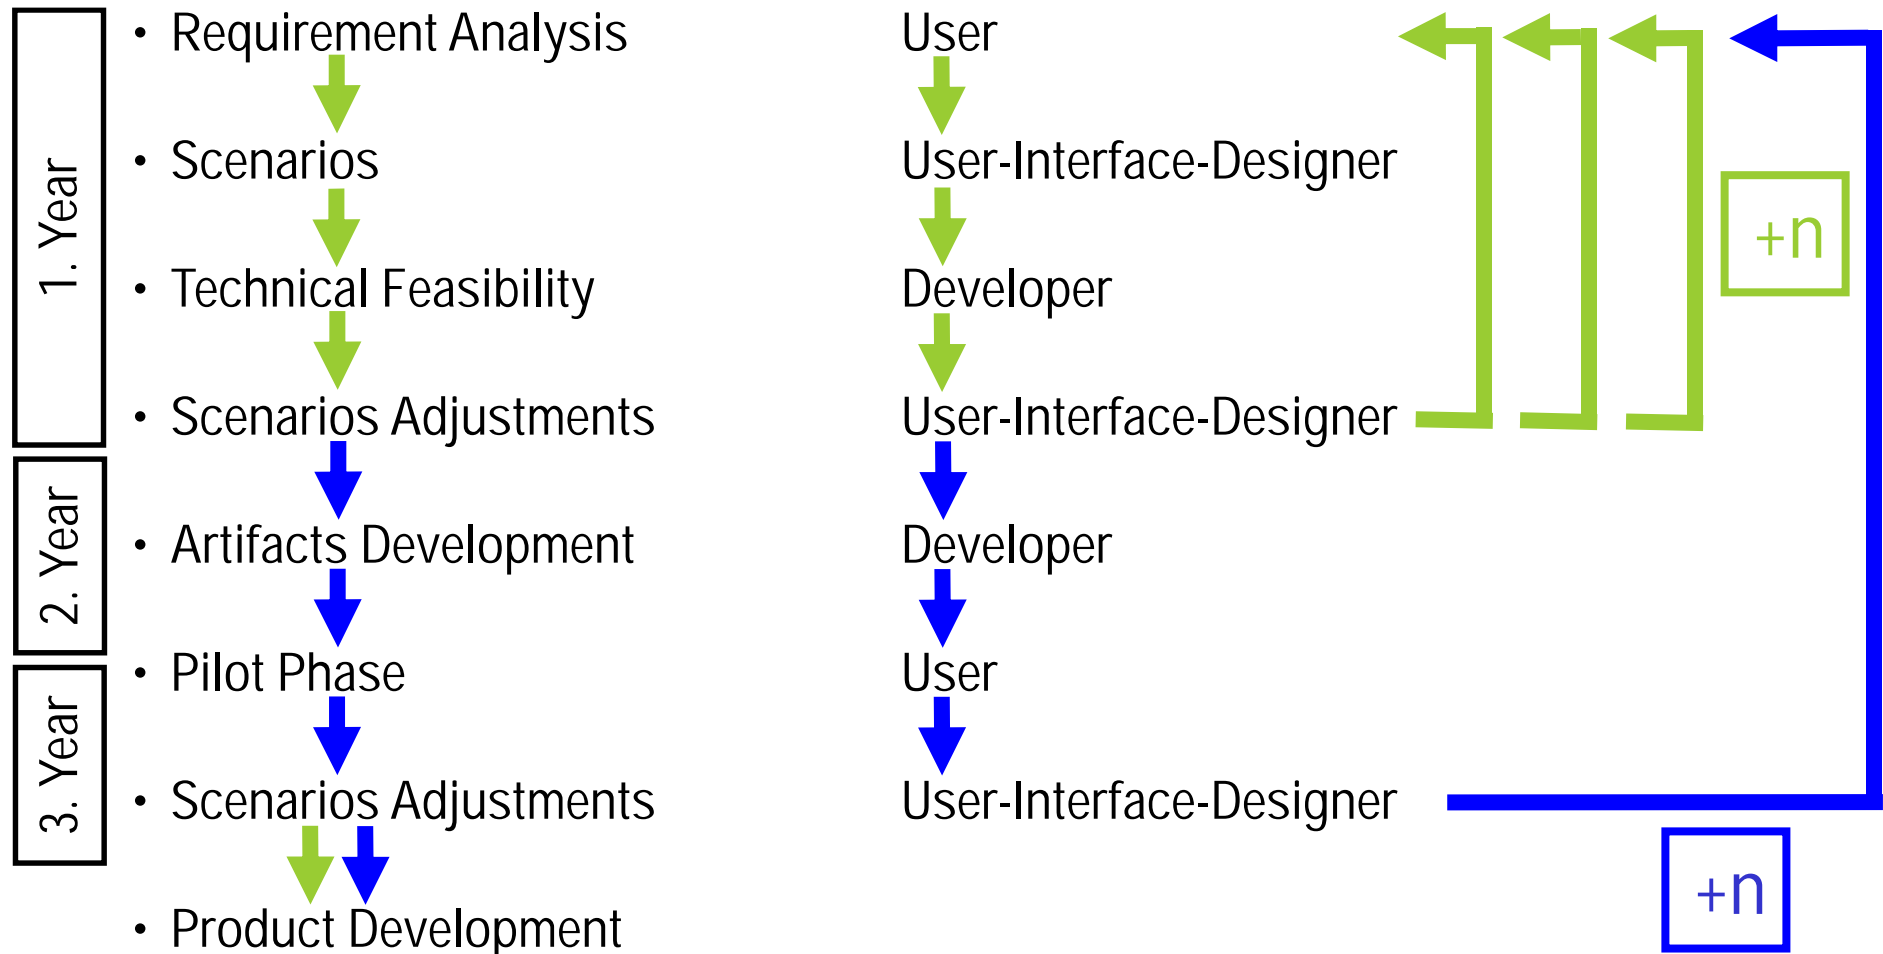 1. Year
• Requirement Analysis User
• Scenarios User-Interface-Designer
+n
• Technical Feasibility Developer
• Scenarios Adjustments User-Interface-Designer
2. Year
• Artifacts Development Developer
3. Year
• Pilot Phase User
• Scenarios Adjustments User-Interface-Designer
+n
• Product Development